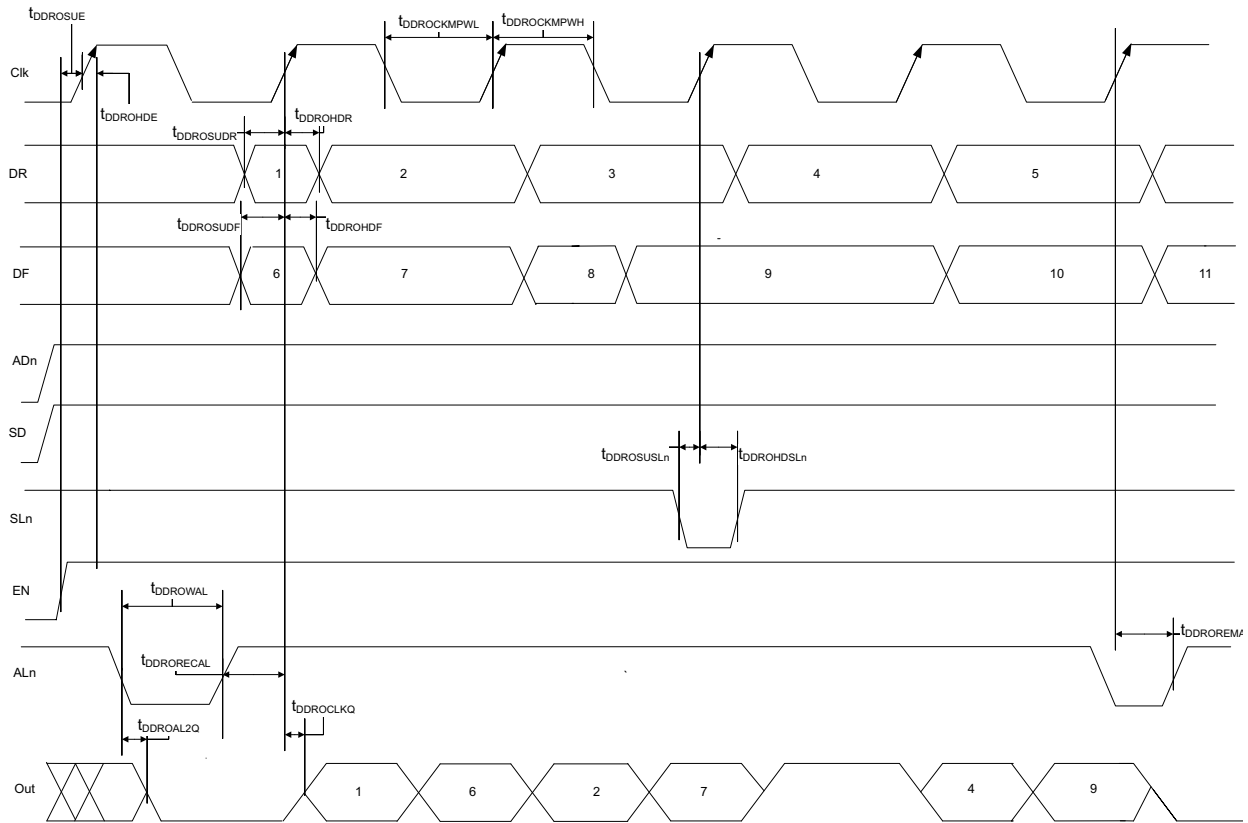 tDDROSUE
tDDROCKMPWL
tDDROCKMPWH
Clk
tDDROHDE
tDDROSUDR
tDDROHDR
DR
1
2
3
4
5
tDDROSUDF
tDDROHDF
DF
6
7
8
9
10
11
ADn
SD
tDDROSUSLn
tDDROHDSLn
SLn
EN
tDDROWAL
tDDROREMA
tDDRORECAL
ALn
tDDROCLKQ
tDDROAL2Q
Out
1
6
2
7
4
9